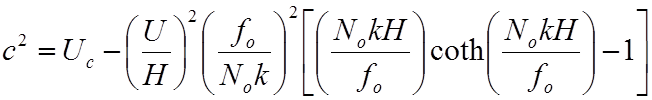 c² = U_c − (U/H)² (f_o/N_o k)² [(N_o kH/f_o) coth(N_o kH/f_o) − 1]